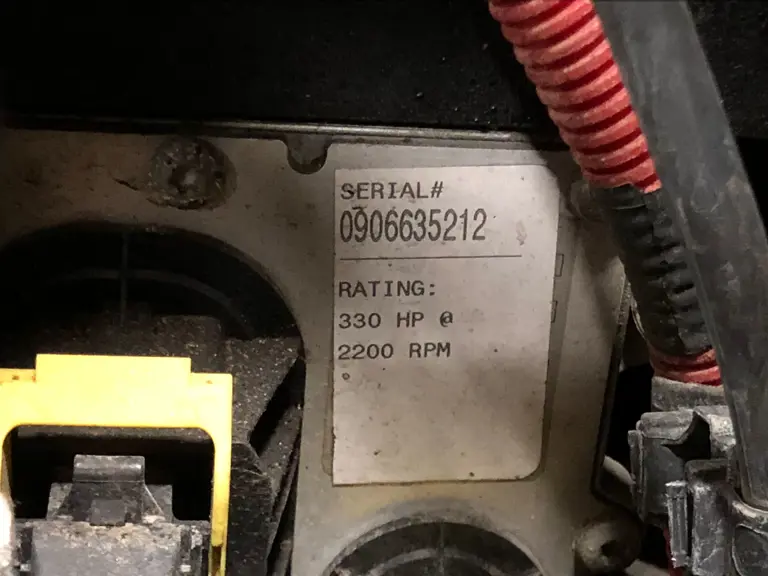 SERIAL#
0906635212
RATING:
330 HP @
2200 RPM